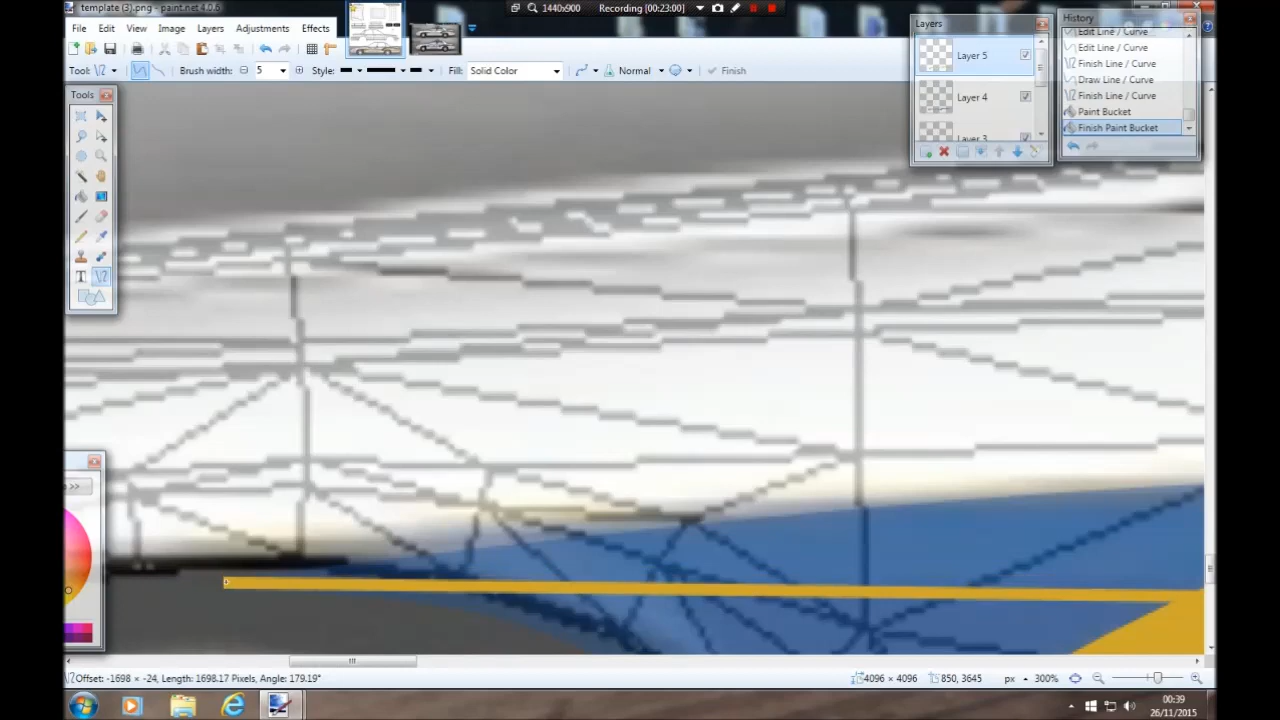 template (3).png - paint.net 4.0.6
1440x900 Recording [00:23:00]
File Edit View Image Layers Adjustments Effects
Tool: Brush width: 5 Style: Fill: Solid Color Normal Finish
Tools
T
Layers
Layer 5
Layer 4
Layer 3
History
Edit Line / Curve
Edit Line / Curve
Finish Line / Curve
Draw Line / Curve
Finish Line / Curve
Paint Bucket
Finish Paint Bucket
>>
Offset: -1698 × -24, Length: 1698.17 Pixels, Angle: 179.19° 4096 × 4096 850, 3645 px 300%
00:39
26/11/2015